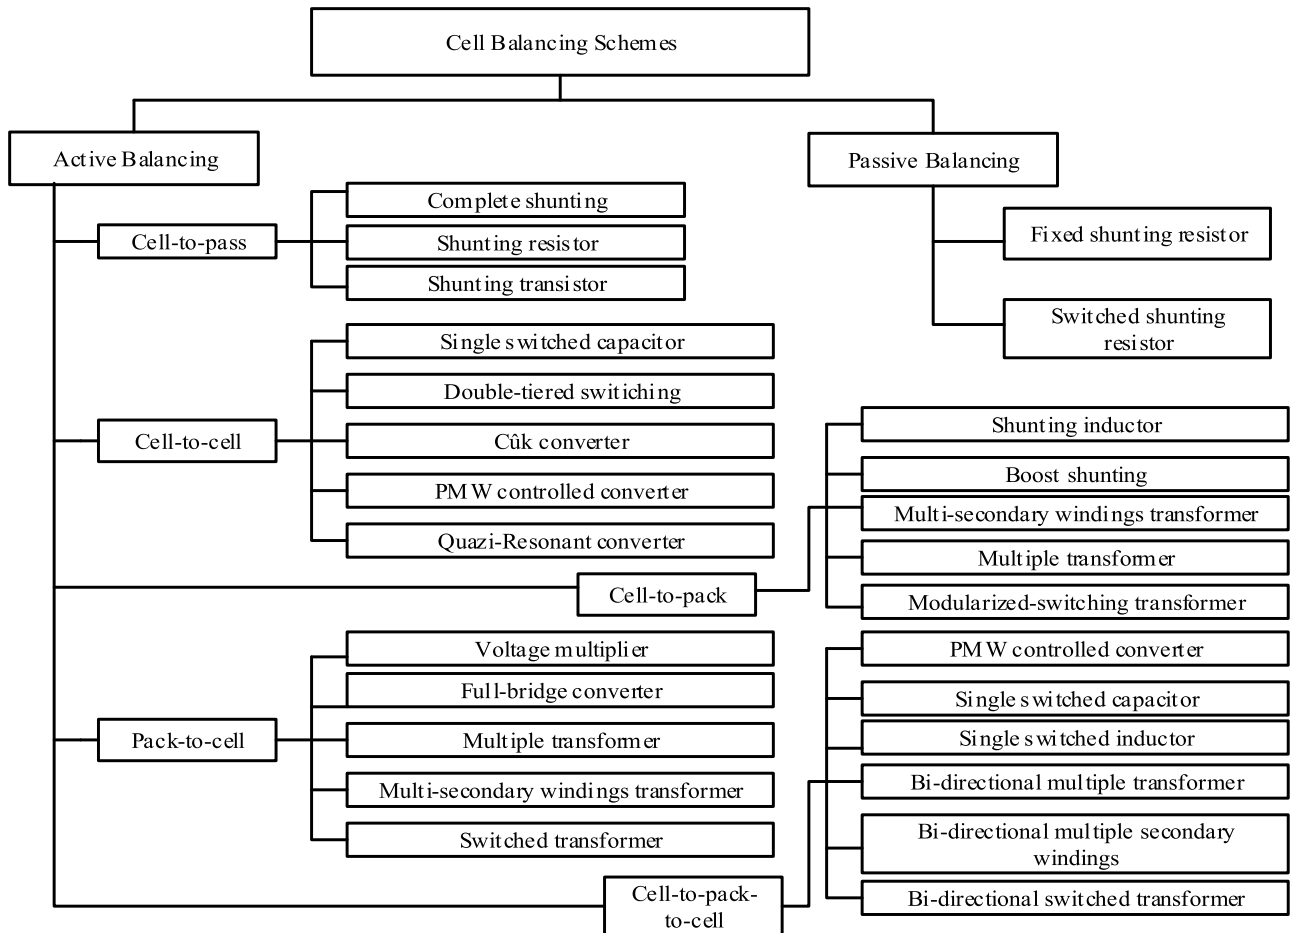 Cell Balancing Schemes
Active Balancing
Passive Balancing
Cell-to-pass
Complete shunting
Shunting resistor
Shunting transistor
Fixed shunting resistor
Switched shunting
resistor
Cell-to-cell
Single switched capacitor
Double-tiered switiching
Cûk converter
PMW controlled converter
Quazi-Resonant converter
Cell-to-pack
Shunting inductor
Boost shunting
Multi-secondary windings transformer
Multiple transformer
Modularized-switching transformer
Pack-to-cell
Voltage multiplier
Full-bridge converter
Multiple transformer
Multi-secondary windings transformer
Switched transformer
Cell-to-pack-
to-cell
PMW controlled converter
Single switched capacitor
Single switched inductor
Bi-directional multiple transformer
Bi-directional multiple secondary
windings
Bi-directional switched transformer